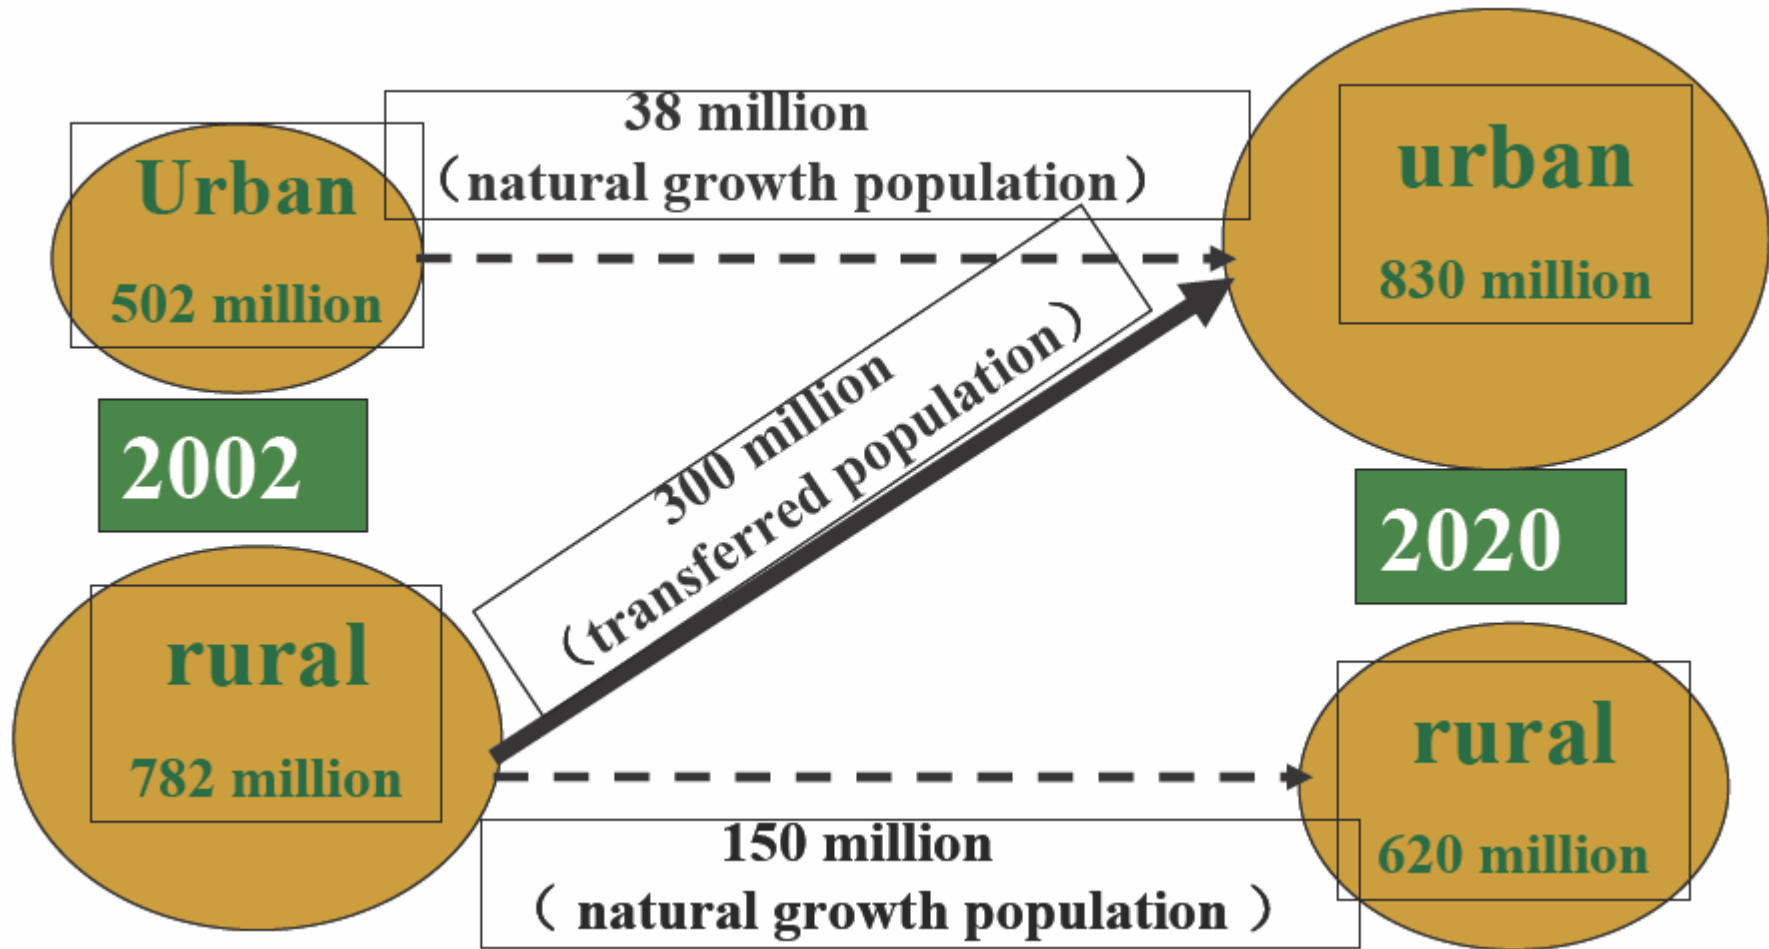 38 million
（natural growth population）
Urban
502 million
urban
830 million
300 million
（transferred population）
2002
2020
rural
782 million
rural
620 million
150 million
（ natural growth population ）